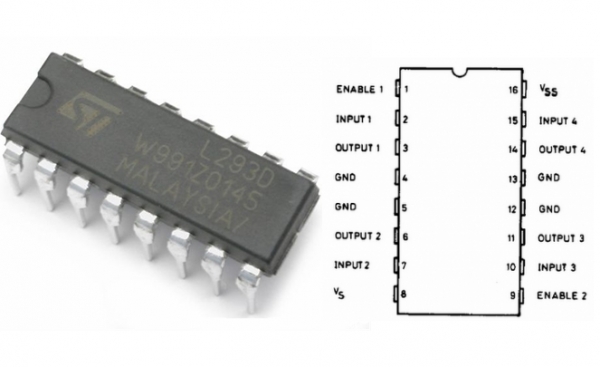 ST
L293D
W991Z0145
MALAYSIA/
ENABLE 1 1 16 VSS
INPUT 1 2 15 INPUT 4
OUTPUT 1 3 14 OUTPUT 4
GND 4 13 GND
GND 5 12 GND
OUTPUT 2 6 11 OUTPUT 3
INPUT 2 7 10 INPUT 3
VS 8 9 ENABLE 2